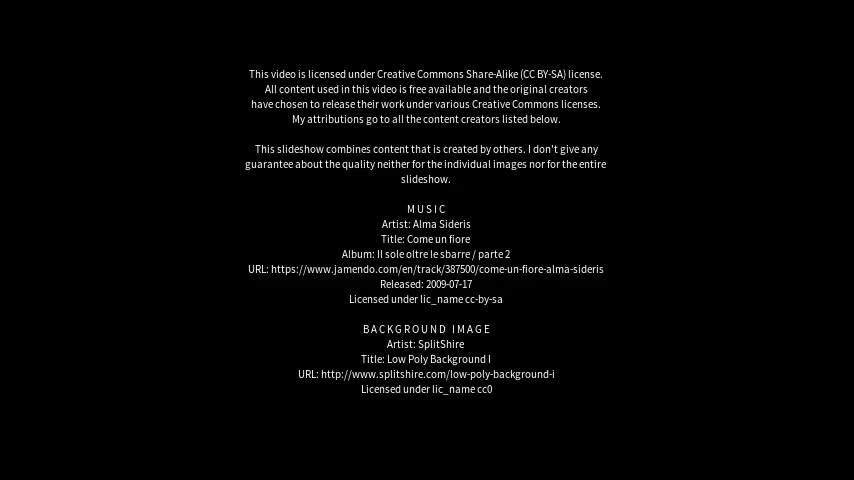 This video is licensed under Creative Commons Share-Alike (CC BY-SA) license.
All content used in this video is free available and the original creators
have chosen to release their work under various Creative Commons licenses.
My attributions go to all the content creators listed below.
This slideshow combines content that is created by others. I don't give any
guarantee about the quality neither for the individual images nor for the entire
slideshow.
MUSIC
Artist: Alma Sideris
Title: Come un fiore
Album: Il sole oltre le sbarre / parte 2
URL: https://www.jamendo.com/en/track/387500/come-un-fiore-alma-sideris
Released: 2009-07-17
Licensed under lic_name cc-by-sa
BACKGROUND IMAGE
Artist: SplitShire
Title: Low Poly Background I
URL: http://www.splitshire.com/low-poly-background-i
Licensed under lic_name cc0